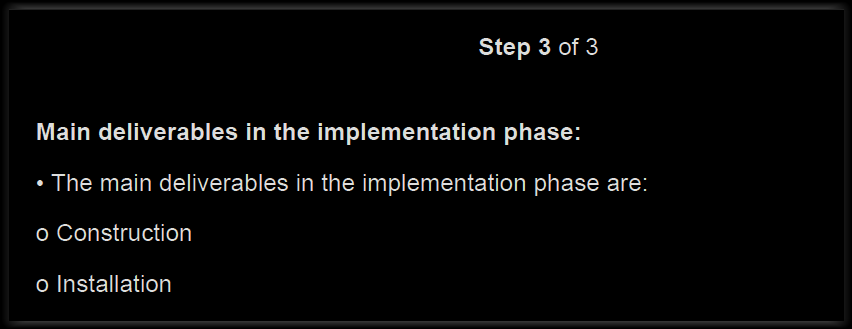 Step 3 of 3
Main deliverables in the implementation phase:
• The main deliverables in the implementation phase are:
o Construction
o Installation